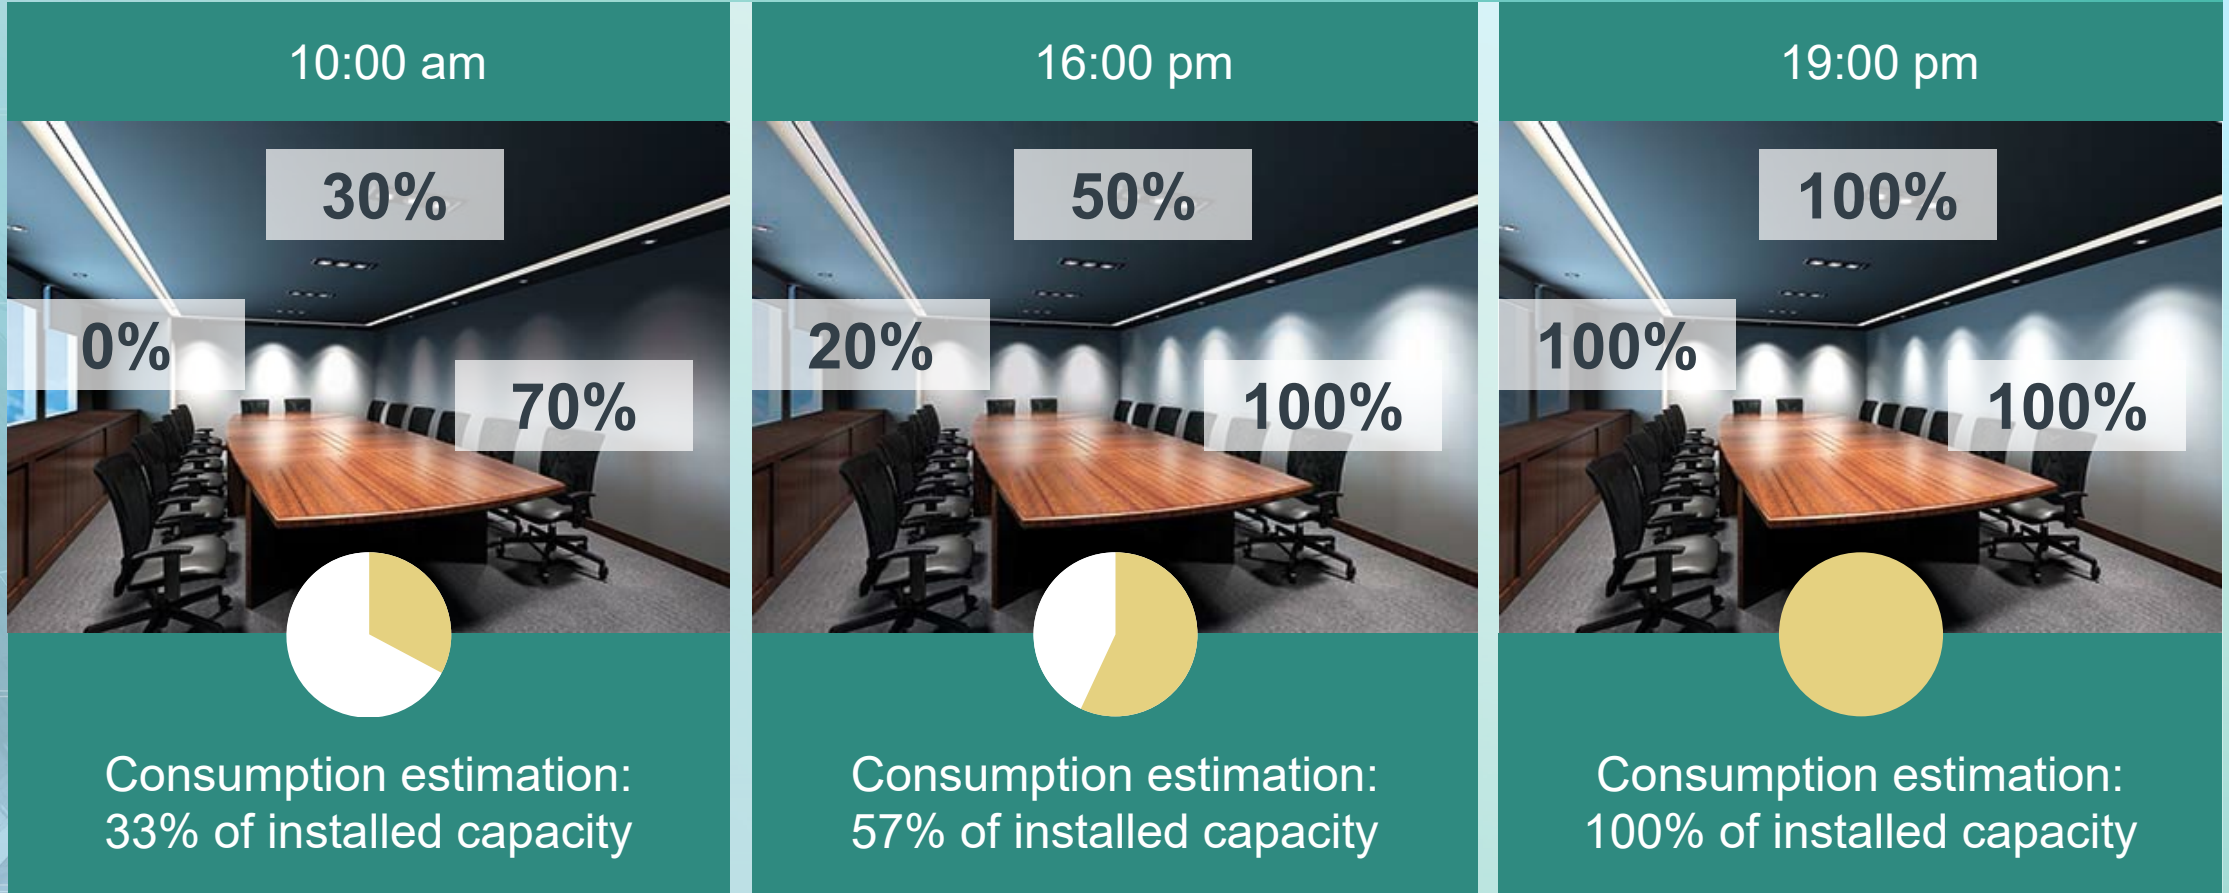 10:00 am
30%
0%
70%
Consumption estimation:
33% of installed capacity
16:00 pm
50%
20%
100%
Consumption estimation:
57% of installed capacity
19:00 pm
100%
100%
100%
Consumption estimation:
100% of installed capacity